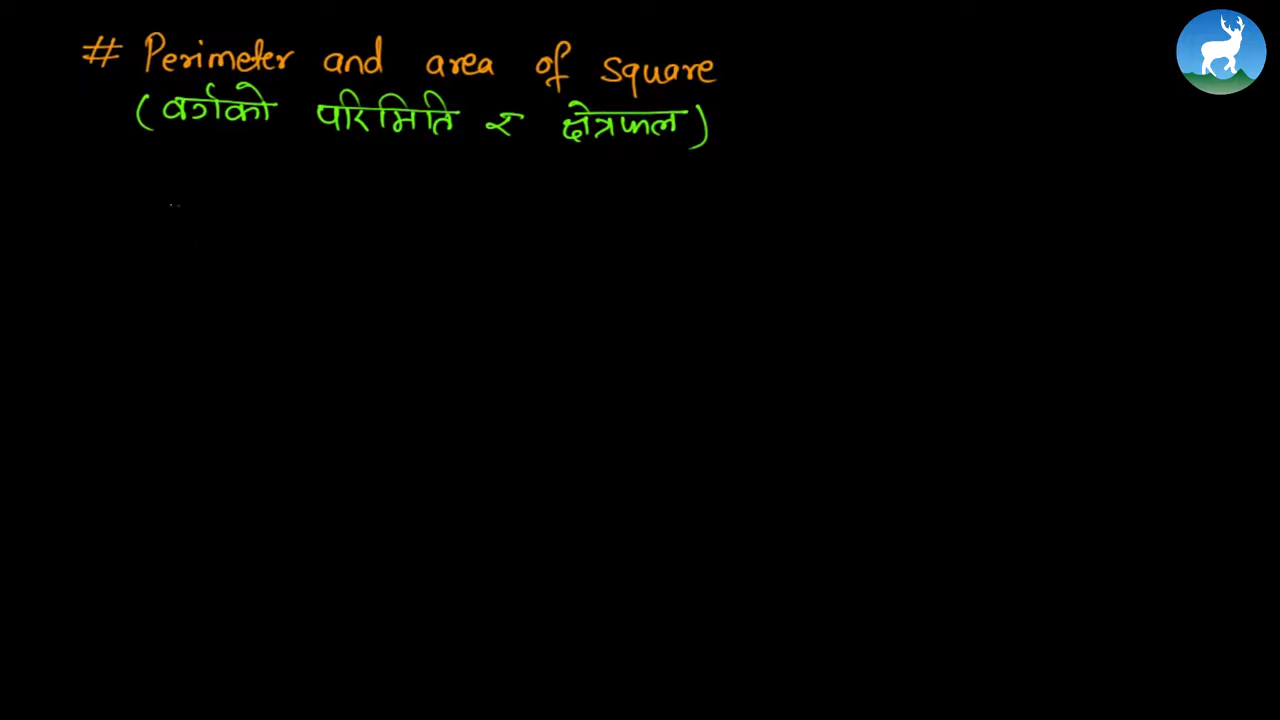 # Perimeter and area of square
(वर्गको परिमिति र क्षेत्रफल)